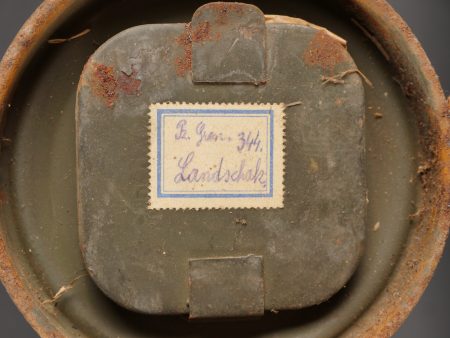 Pz. Gren. 344.
Landschak.